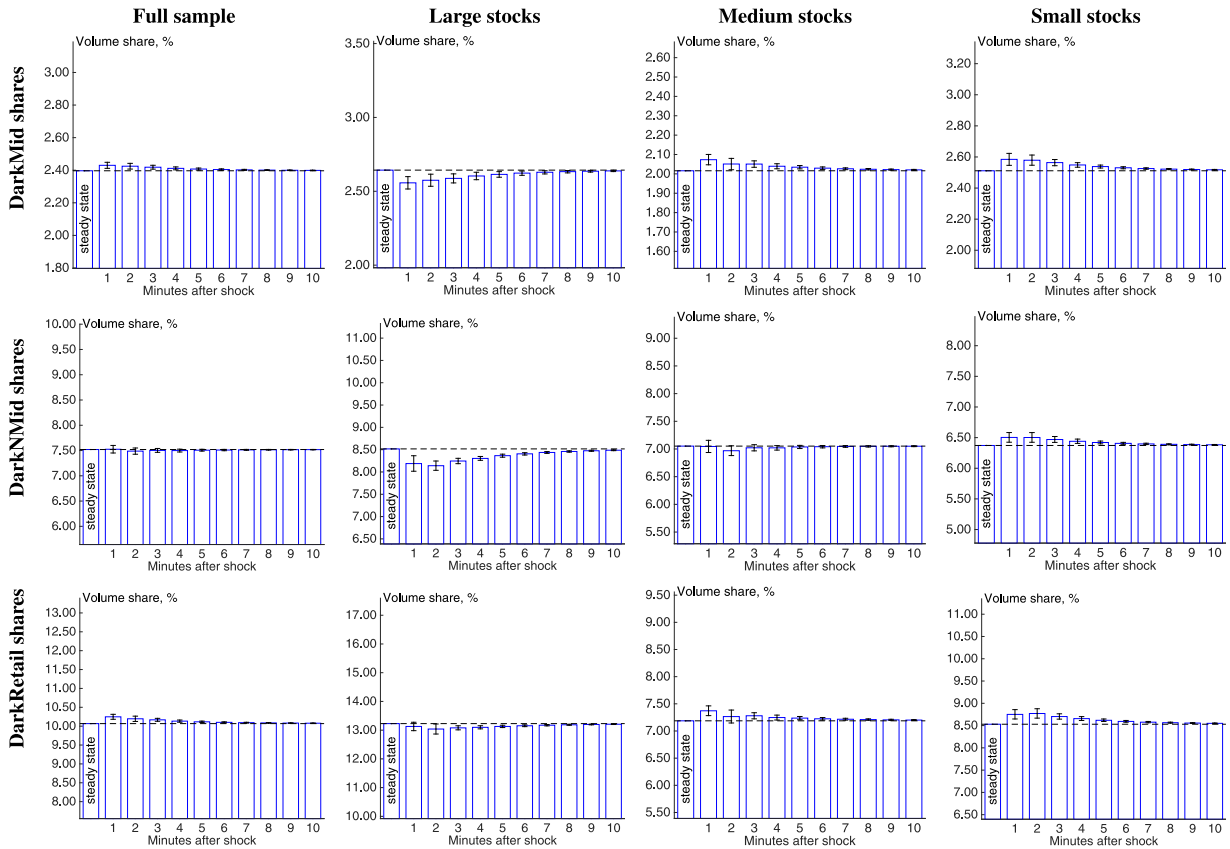 Full sample
Large stocks
Medium stocks
Small stocks
DarkMid shares
Volume share, %
3.00
2.80
2.60
2.40
2.20
2.00
1.80
steady state
1 2 3 4 5 6 7 8 9 10
Minutes after shock
Volume share, %
3.50
3.00
2.50
2.00
steady state
1 2 3 4 5 6 7 8 9 10
Minutes after shock
Volume share, %
2.60
2.50
2.40
2.30
2.20
2.10
2.00
1.90
1.80
1.70
1.60
steady state
1 2 3 4 5 6 7 8 9 10
Minutes after shock
Volume share, %
3.20
3.00
2.80
2.60
2.40
2.20
2.00
steady state
1 2 3 4 5 6 7 8 9 10
Minutes after shock
DarkNMid shares
Volume share, %
10.00
9.50
9.00
8.50
8.00
7.50
7.00
6.50
6.00
steady state
1 2 3 4 5 6 7 8 9 10
Minutes after shock
Volume share, %
11.00
10.50
10.00
9.50
9.00
8.50
8.00
7.50
7.00
6.50
steady state
1 2 3 4 5 6 7 8 9 10
Minutes after shock
Volume share, %
9.00
8.50
8.00
7.50
7.00
6.50
6.00
5.50
steady state
1 2 3 4 5 6 7 8 9 10
Minutes after shock
Volume share, %
8.00
7.50
7.00
6.50
6.00
5.50
5.00
steady state
1 2 3 4 5 6 7 8 9 10
Minutes after shock
DarkRetail shares
Volume share, %
13.00
12.50
12.00
11.50
11.00
10.50
10.00
9.50
9.00
8.50
8.00
steady state
1 2 3 4 5 6 7 8 9 10
Minutes after shock
Volume share, %
17.00
16.00
15.00
14.00
13.00
12.00
11.00
10.00
steady state
1 2 3 4 5 6 7 8 9 10
Minutes after shock
Volume share, %
9.50
9.00
8.50
8.00
7.50
7.00
6.50
6.00
5.50
steady state
1 2 3 4 5 6 7 8 9 10
Minutes after shock
Volume share, %
11.00
10.50
10.00
9.50
9.00
8.50
8.00
7.50
7.00
6.50
steady state
1 2 3 4 5 6 7 8 9 10
Minutes after shock